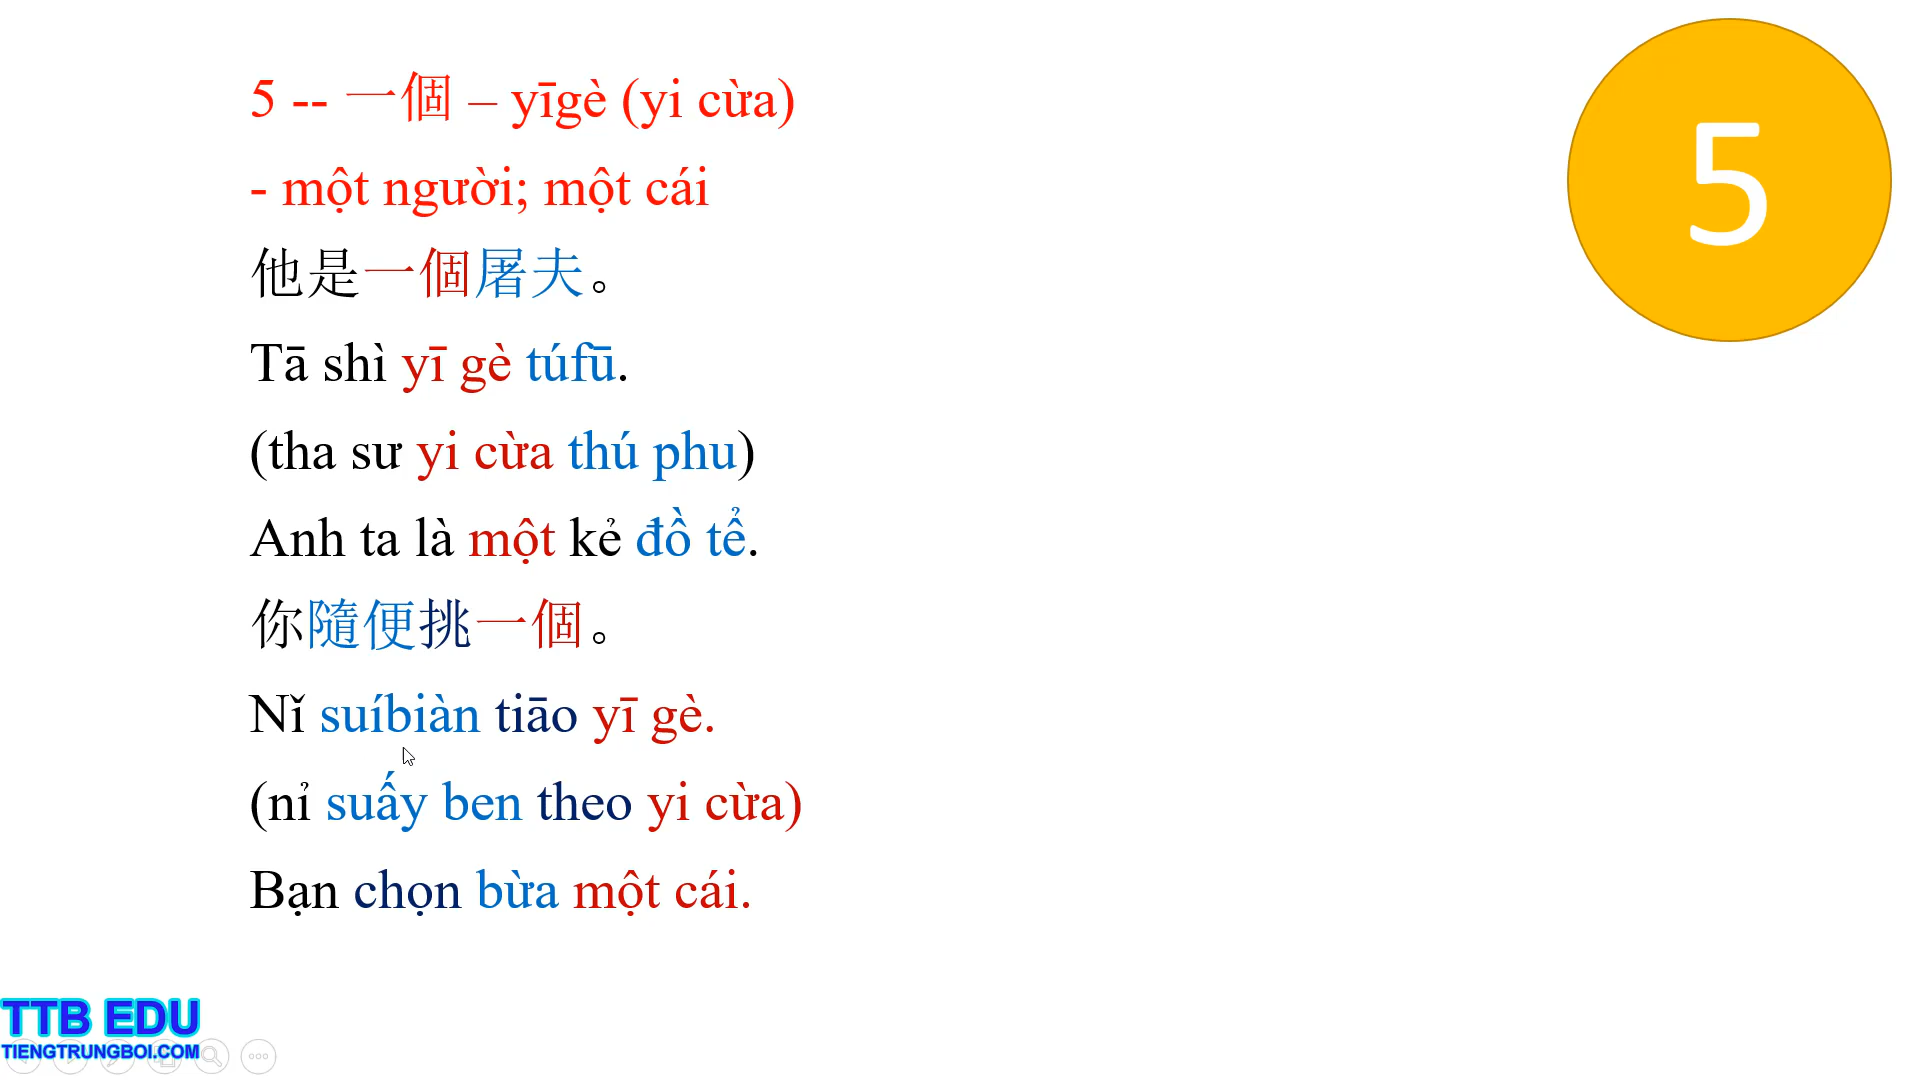 5 -- 一個 – yīgè (yi cừa)
- một người; một cái
他是一個屠夫。
Tā shì yī gè túfū.
(tha sư yi cừa thú phu)
Anh ta là một kẻ đồ tể.
你隨便挑一個。
Nǐ suíbiàn tiāo yī gè.
(nỉ suấy ben theo yi cừa)
Bạn chọn bừa một cái.
5
TTB EDU
TIENGTRUNGBOI.COM